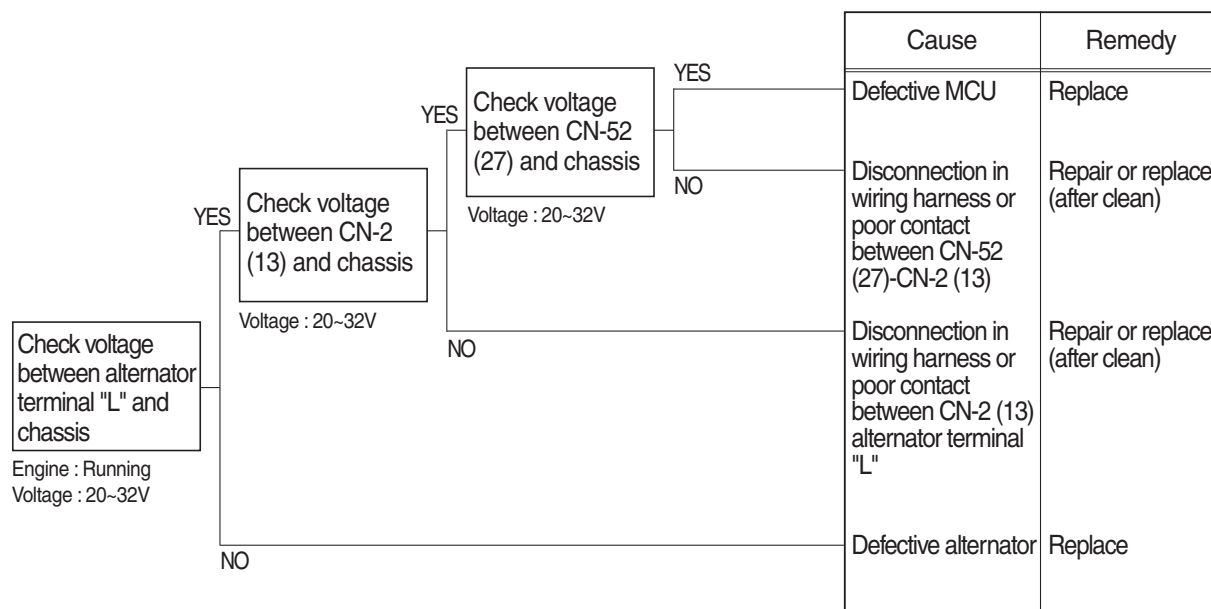 Cause
Remedy
YES
Defective MCU
Replace
YES
Check voltage
between CN-52
(27) and chassis
NO
Voltage : 20~32V
Disconnection in
wiring harness or
poor contact
between CN-52
(27)-CN-2 (13)
Repair or replace
(after clean)
YES
Check voltage
between CN-2
(13) and chassis
Voltage : 20~32V
NO
Disconnection in
wiring harness or
poor contact
between CN-2 (13)
alternator terminal
"L"
Repair or replace
(after clean)
Check voltage
between alternator
terminal "L" and
chassis
Engine : Running
Voltage : 20~32V
NO
Defective alternator
Replace